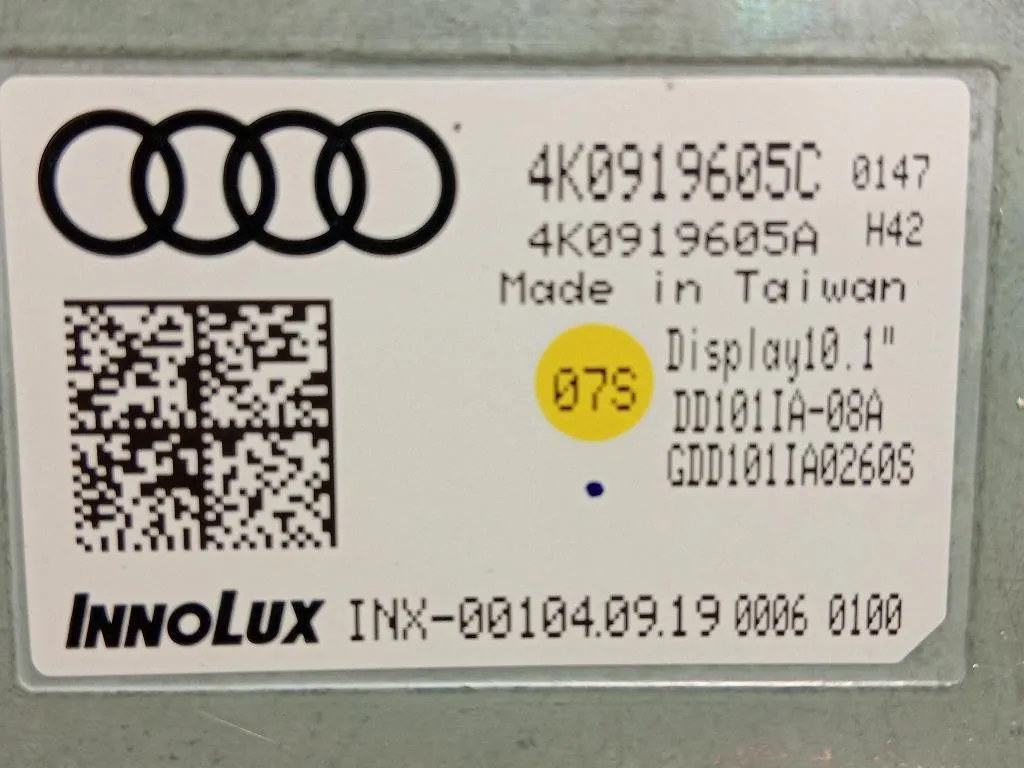 4K0919605C 0147
4K0919605A H42
Made in Taiwan
07S Display10.1"
DD101IA-08A
GDD101IA0260S
INNOLUX INX-00104.09.19 0006 0100